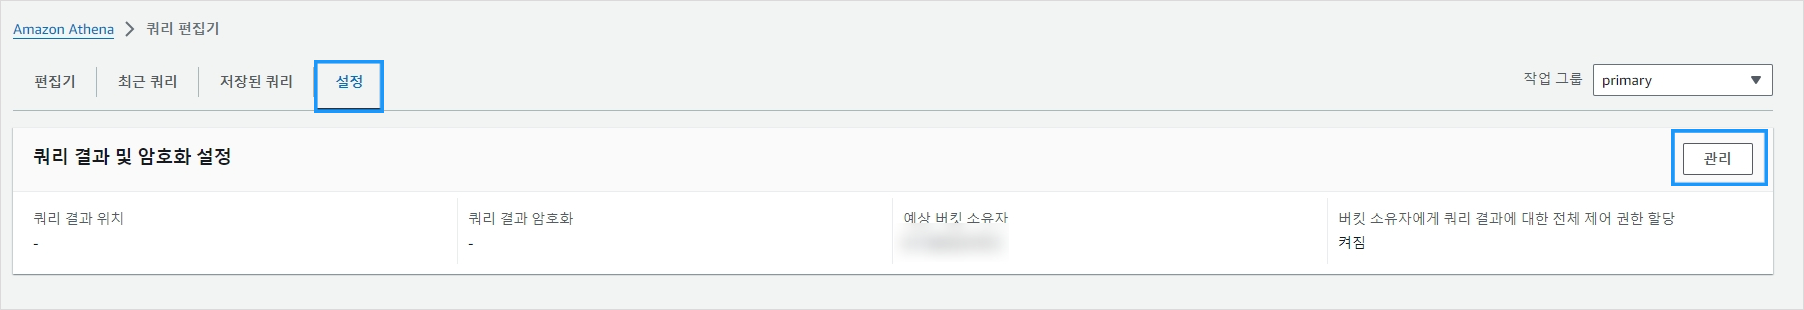 Amazon Athena > 쿼리 편집기
편집기 최근 쿼리 저장된 쿼리 설정
작업 그룹 primary
쿼리 결과 및 암호화 설정
관리
쿼리 결과 위치
-
쿼리 결과 암호화
-
예상 버킷 소유자
버킷 소유자에게 쿼리 결과에 대한 전체 제어 권한 할당
켜짐